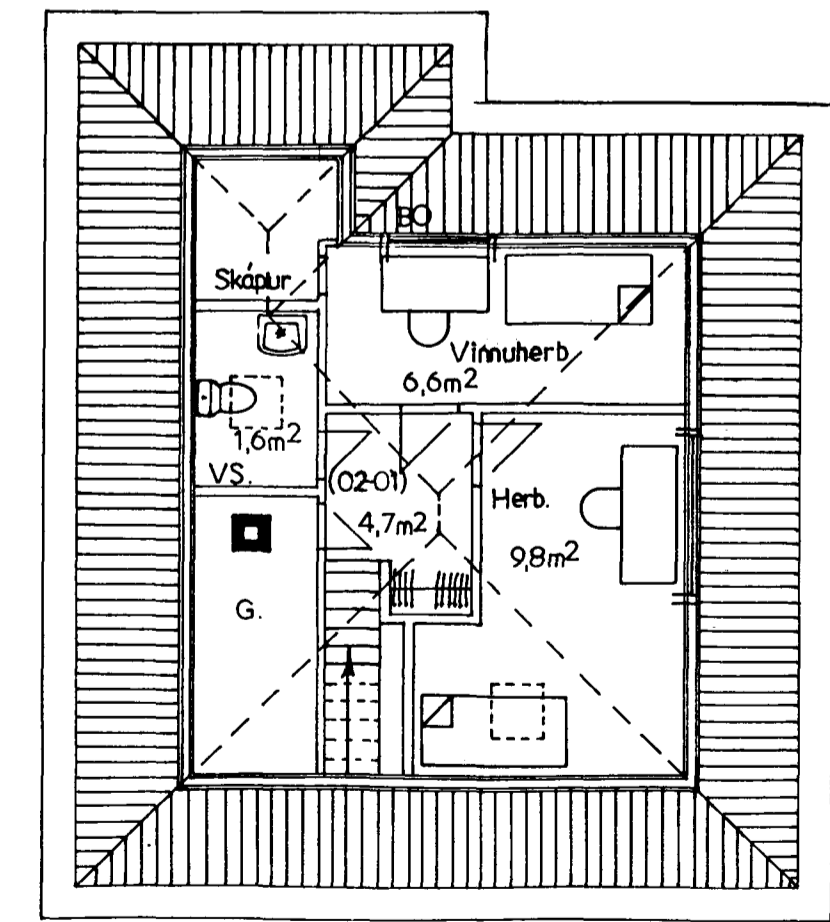 BO
Skápur
Vinnuherb
6,6m2
1,6m2
VS.
(02-01)
4,7m2
Herb.
9,8m2
G.